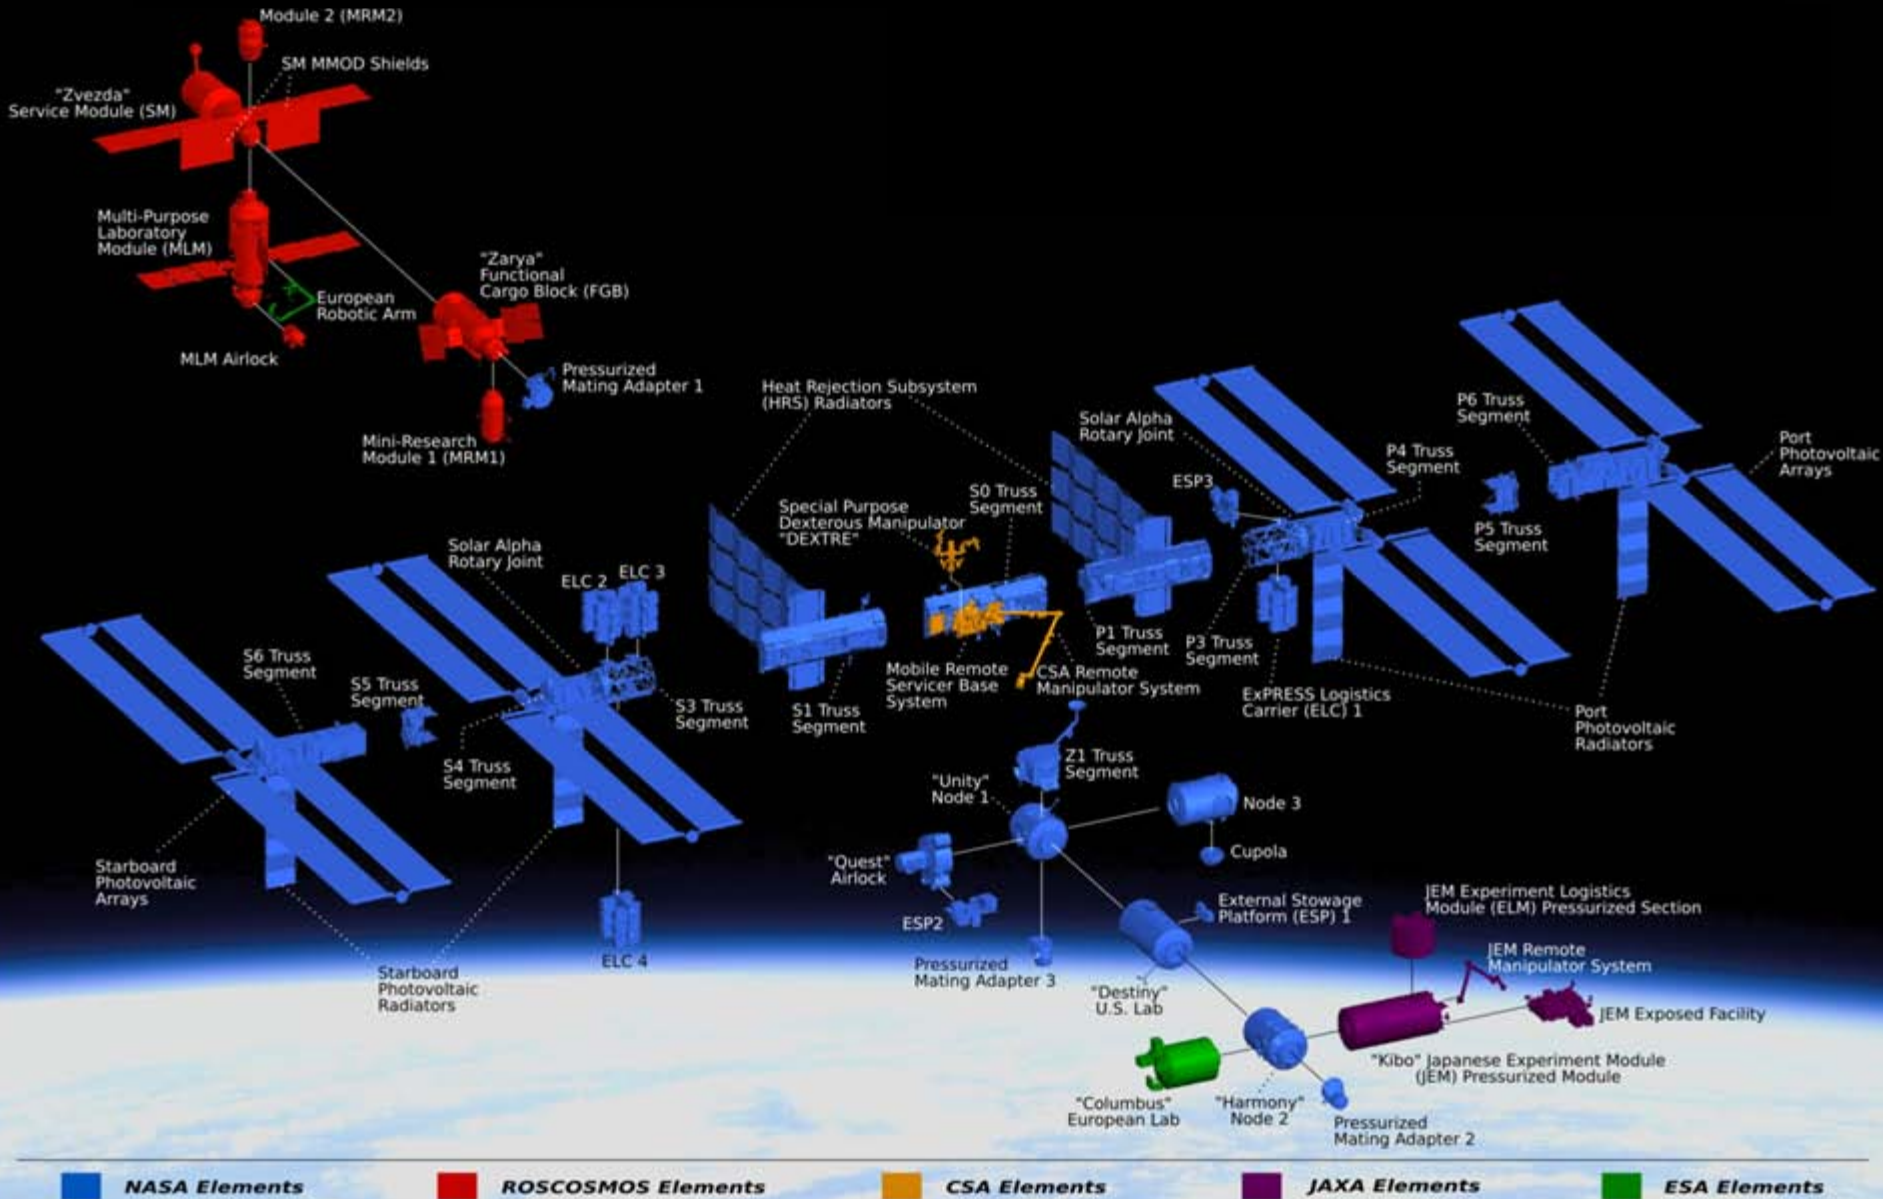 Module 2 (MRM2)
SM MMOD Shields
"Zvezda"
Service Module (SM)
Multi-Purpose
Laboratory
Module (MLM)
European
Robotic Arm
MLM Airlock
"Zarya"
Functional
Cargo Block (FGB)
Pressurized
Mating Adapter 1
Mini-Research
Module 1 (MRM1)
Heat Rejection Subsystem
(HRS) Radiators
Solar Alpha
Rotary Joint
P6 Truss
Segment
Port
Photovoltaic
Arrays
P4 Truss
Segment
ESP3
S0 Truss
Segment
Special Purpose
Dexterous Manipulator
"DEXTRE"
P5 Truss
Segment
Solar Alpha
Rotary Joint
ELC 2
ELC 3
P1 Truss
Segment
P3 Truss
Segment
S6 Truss
Segment
S5 Truss
Segment
Mobile Remote
Servicer Base
System
CSA Remote
Manipulator System
ExPRESS Logistics
Carrier (ELC) 1
S3 Truss
Segment
S1 Truss
Segment
Port
Photovoltaic
Radiators
S4 Truss
Segment
Z1 Truss
Segment
"Unity"
Node 1
Node 3
Cupola
"Quest"
Airlock
Starboard
Photovoltaic
Arrays
ESP2
External Stowage
Platform (ESP) 1
JEM Experiment Logistics
Module (ELM) Pressurized Section
ELC 4
Pressurized
Mating Adapter 3
JEM Remote
Manipulator System
Starboard
Photovoltaic
Radiators
"Destiny"
U.S. Lab
JEM Exposed Facility
"Kibo" Japanese Experiment Module
(JEM) Pressurized Module
"Columbus"
European Lab
"Harmony"
Node 2
Pressurized
Mating Adapter 2
NASA Elements
ROSCOSMOS Elements
CSA Elements
JAXA Elements
ESA Elements